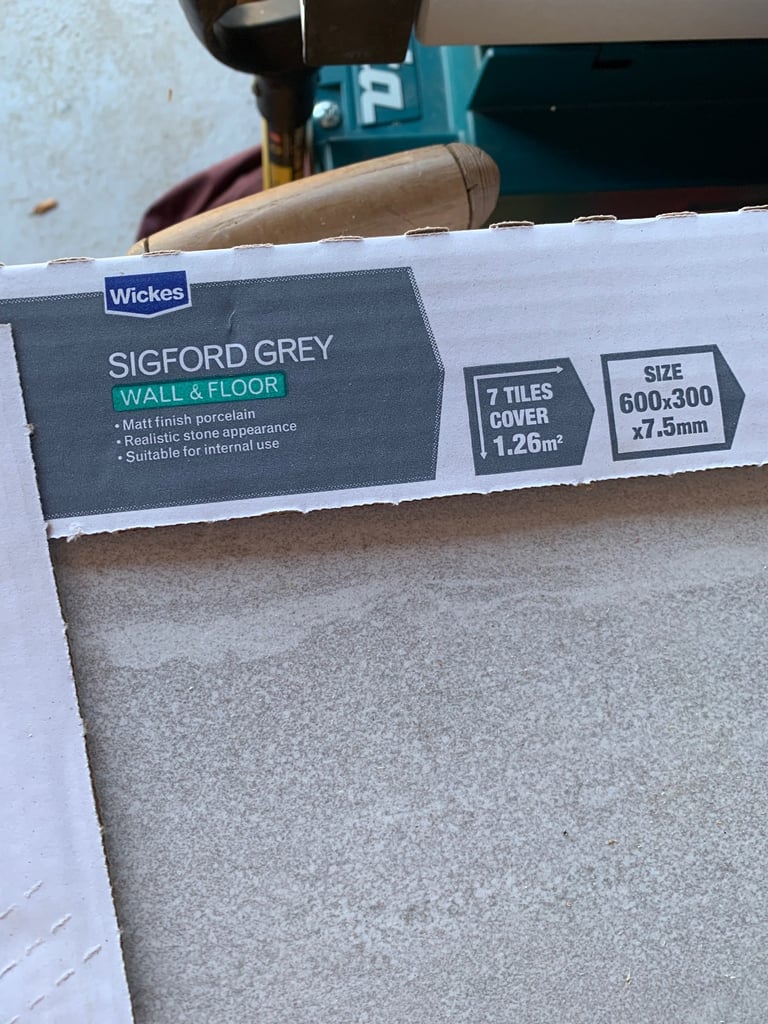 Wickes
SIGFORD GREY
WALL & FLOOR
• Matt finish porcelain
• Realistic stone appearance
• Suitable for internal use
7 TILES
COVER
1.26m²
SIZE
600x300
x7.5mm